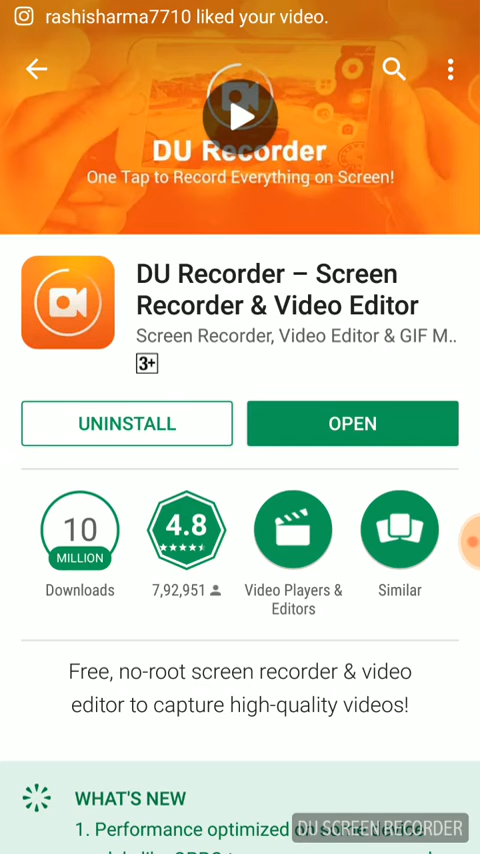 rashisharma7710 liked your video.
DU Recorder
One Tap to Record Everything on Screen!
DU Recorder – Screen
Recorder & Video Editor
Screen Recorder, Video Editor & GIF M..
3+
UNINSTALL
OPEN
10
MILLION
Downloads
4.8
7,92,951
Video Players &
Editors
Similar
Free, no-root screen recorder & video
editor to capture high-quality videos!
WHAT'S NEW
1. Performance optimized on some device
DU SCREEN RECORDER